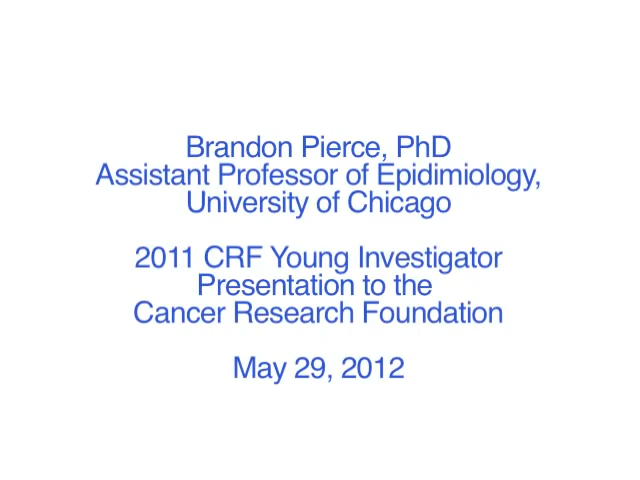 Brandon Pierce, PhD
Assistant Professor of Epidimiology,
University of Chicago
2011 CRF Young Investigator
Presentation to the
Cancer Research Foundation
May 29, 2012